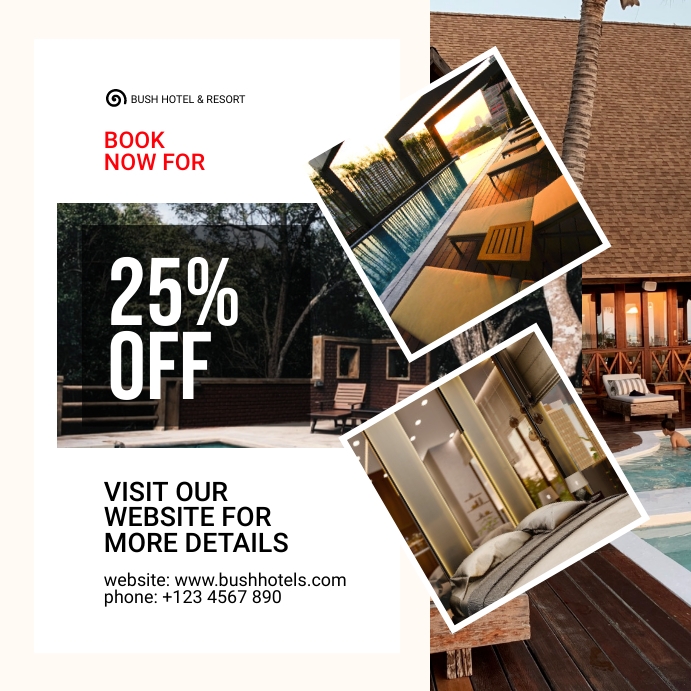 BUSH HOTEL & RESORT
BOOK
NOW FOR
25%
OFF
VISIT OUR
WEBSITE FOR
MORE DETAILS
website: www.bushhotels.com
phone: +123 4567 890